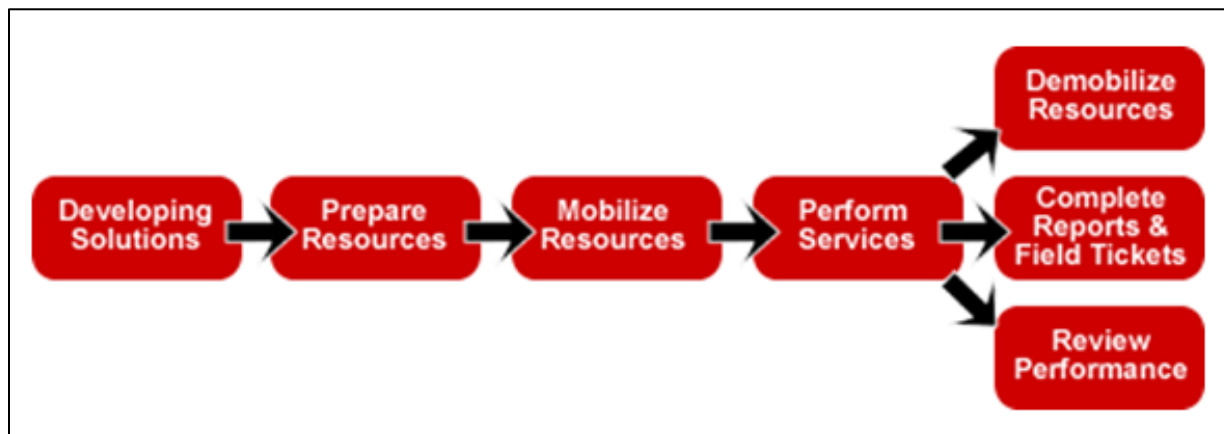 Developing
Solutions
Prepare
Resources
Mobilize
Resources
Perform
Services
Demobilize
Resources
Complete
Reports &
Field Tickets
Review
Performance